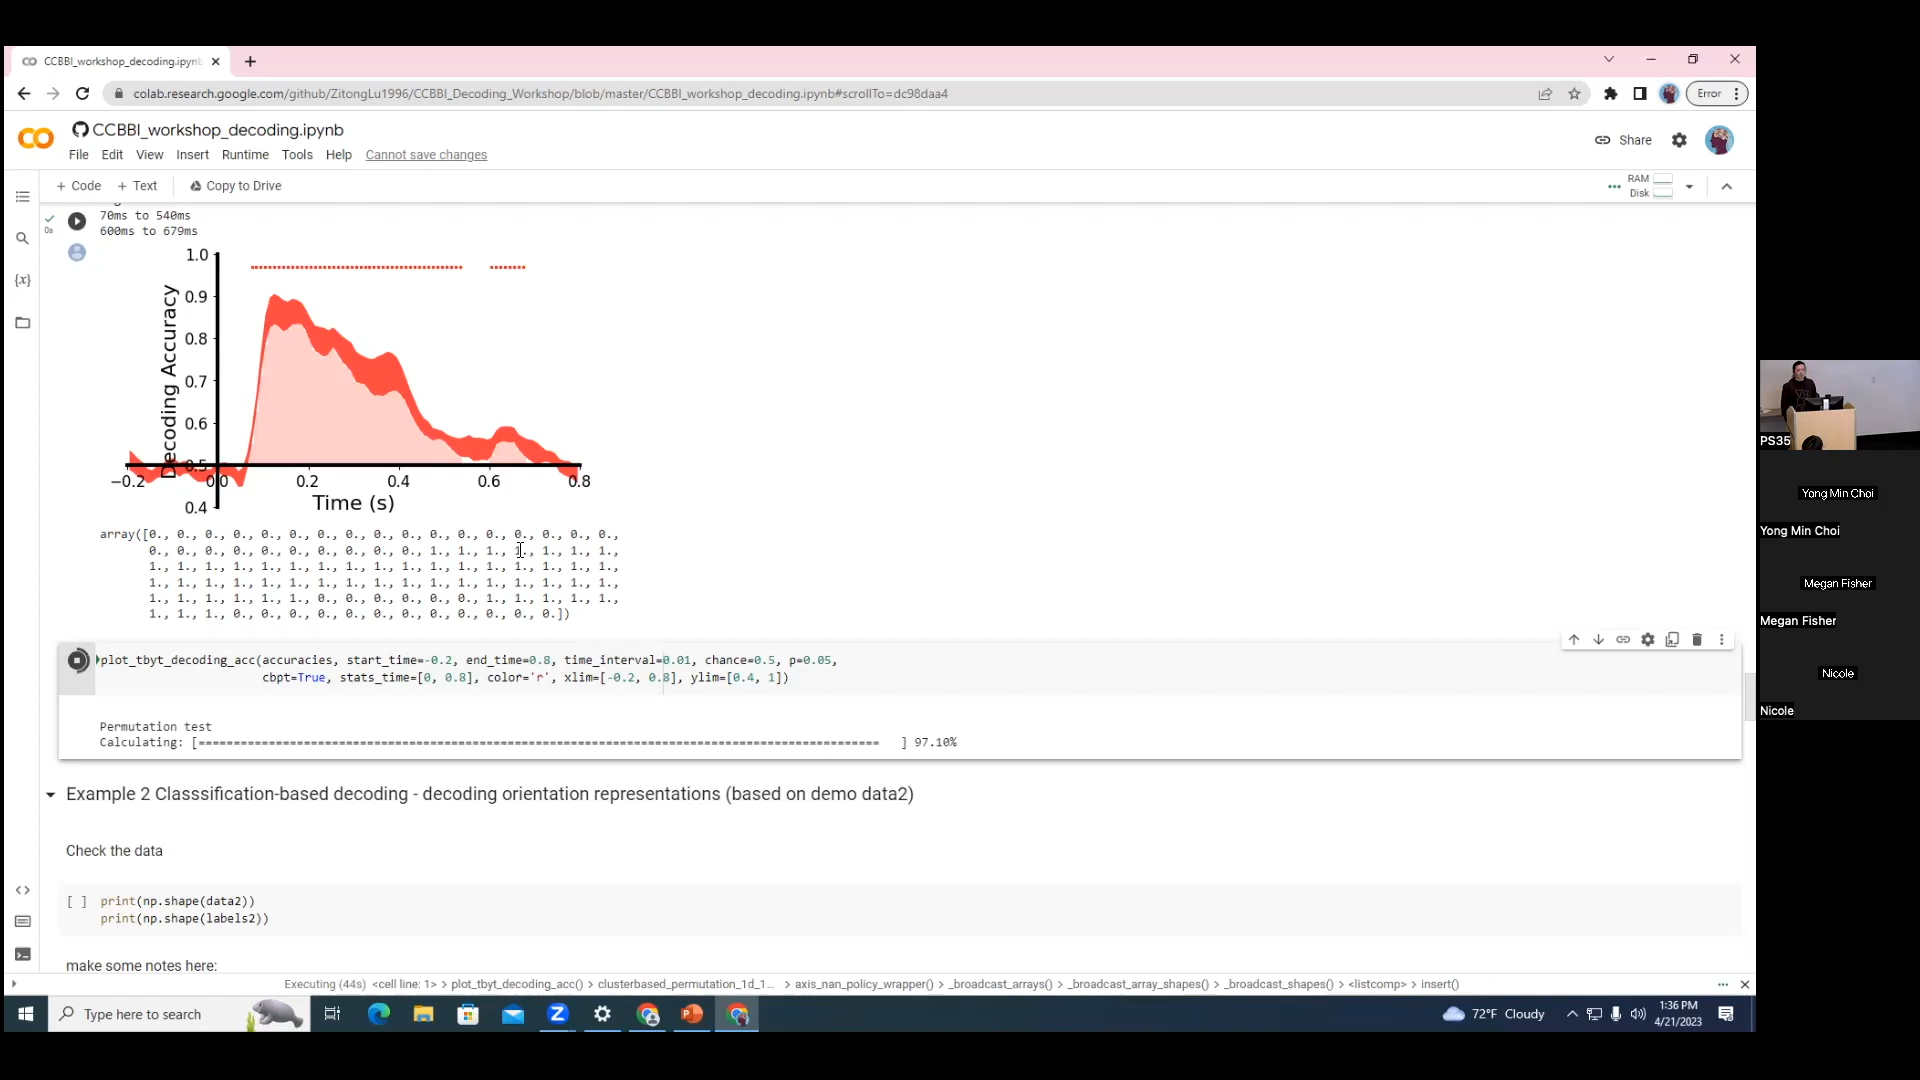 CCBBI_workshop_decoding.ipynb
colab.research.google.com/github/ZitongLu1996/CCBBI_Decoding_Workshop/blob/master/CCBBI_workshop_decoding.ipynb#scrollTo=dc98daa4
Error
CCBBI_workshop_decoding.ipynb
File Edit View Insert Runtime Tools Help Cannot save changes
Share
+ Code + Text Copy to Drive
RAM
Disk
70ms to 540ms
600ms to 679ms
0s
{x}
1.0
0.9
0.8
0.7
0.6
0.5
0.4
Decoding Accuracy
−0.2 0.0 0.2 0.4 0.6 0.8
Time (s)
array([0., 0., 0., 0., 0., 0., 0., 0., 0., 0., 0., 0., 0., 0., 0., 0., 0.,
0., 0., 0., 0., 0., 0., 0., 0., 0., 0., 1., 1., 1., 1., 1., 1., 1.,
1., 1., 1., 1., 1., 1., 1., 1., 1., 1., 1., 1., 1., 1., 1., 1., 1.,
1., 1., 1., 1., 1., 1., 1., 1., 1., 1., 1., 1., 1., 1., 1., 1., 1.,
1., 1., 1., 1., 1., 1., 0., 0., 0., 0., 0., 0., 1., 1., 1., 1., 1.,
1., 1., 1., 0., 0., 0., 0., 0., 0., 0., 0., 0., 0., 0., 0.])
plot_tbyt_decoding_acc(accuracies, start_time=-0.2, end_time=0.8, time_interval=0.01, chance=0.5, p=0.05,
cbpt=True, stats_time=[0, 0.8], color='r', xlim=[-0.2, 0.8], ylim=[0.4, 1])
Permutation test
Calculating: [================================================================================================= ] 97.10%
Example 2 Classsification-based decoding - decoding orientation representations (based on demo data2)
Check the data
[ ] print(np.shape(data2))
print(np.shape(labels2))
make some notes here:
Executing (44s) <cell line: 1> > plot_tbyt_decoding_acc() > clusterbased_permutation_1d_1... > axis_nan_policy_wrapper() > _broadcast_arrays() > _broadcast_array_shapes() > _broadcast_shapes() > <listcomp> > insert()
Type here to search
72°F Cloudy
1:36 PM
4/21/2023
PS35
Yong Min Choi
Yong Min Choi
Megan Fisher
Megan Fisher
Nicole
Nicole